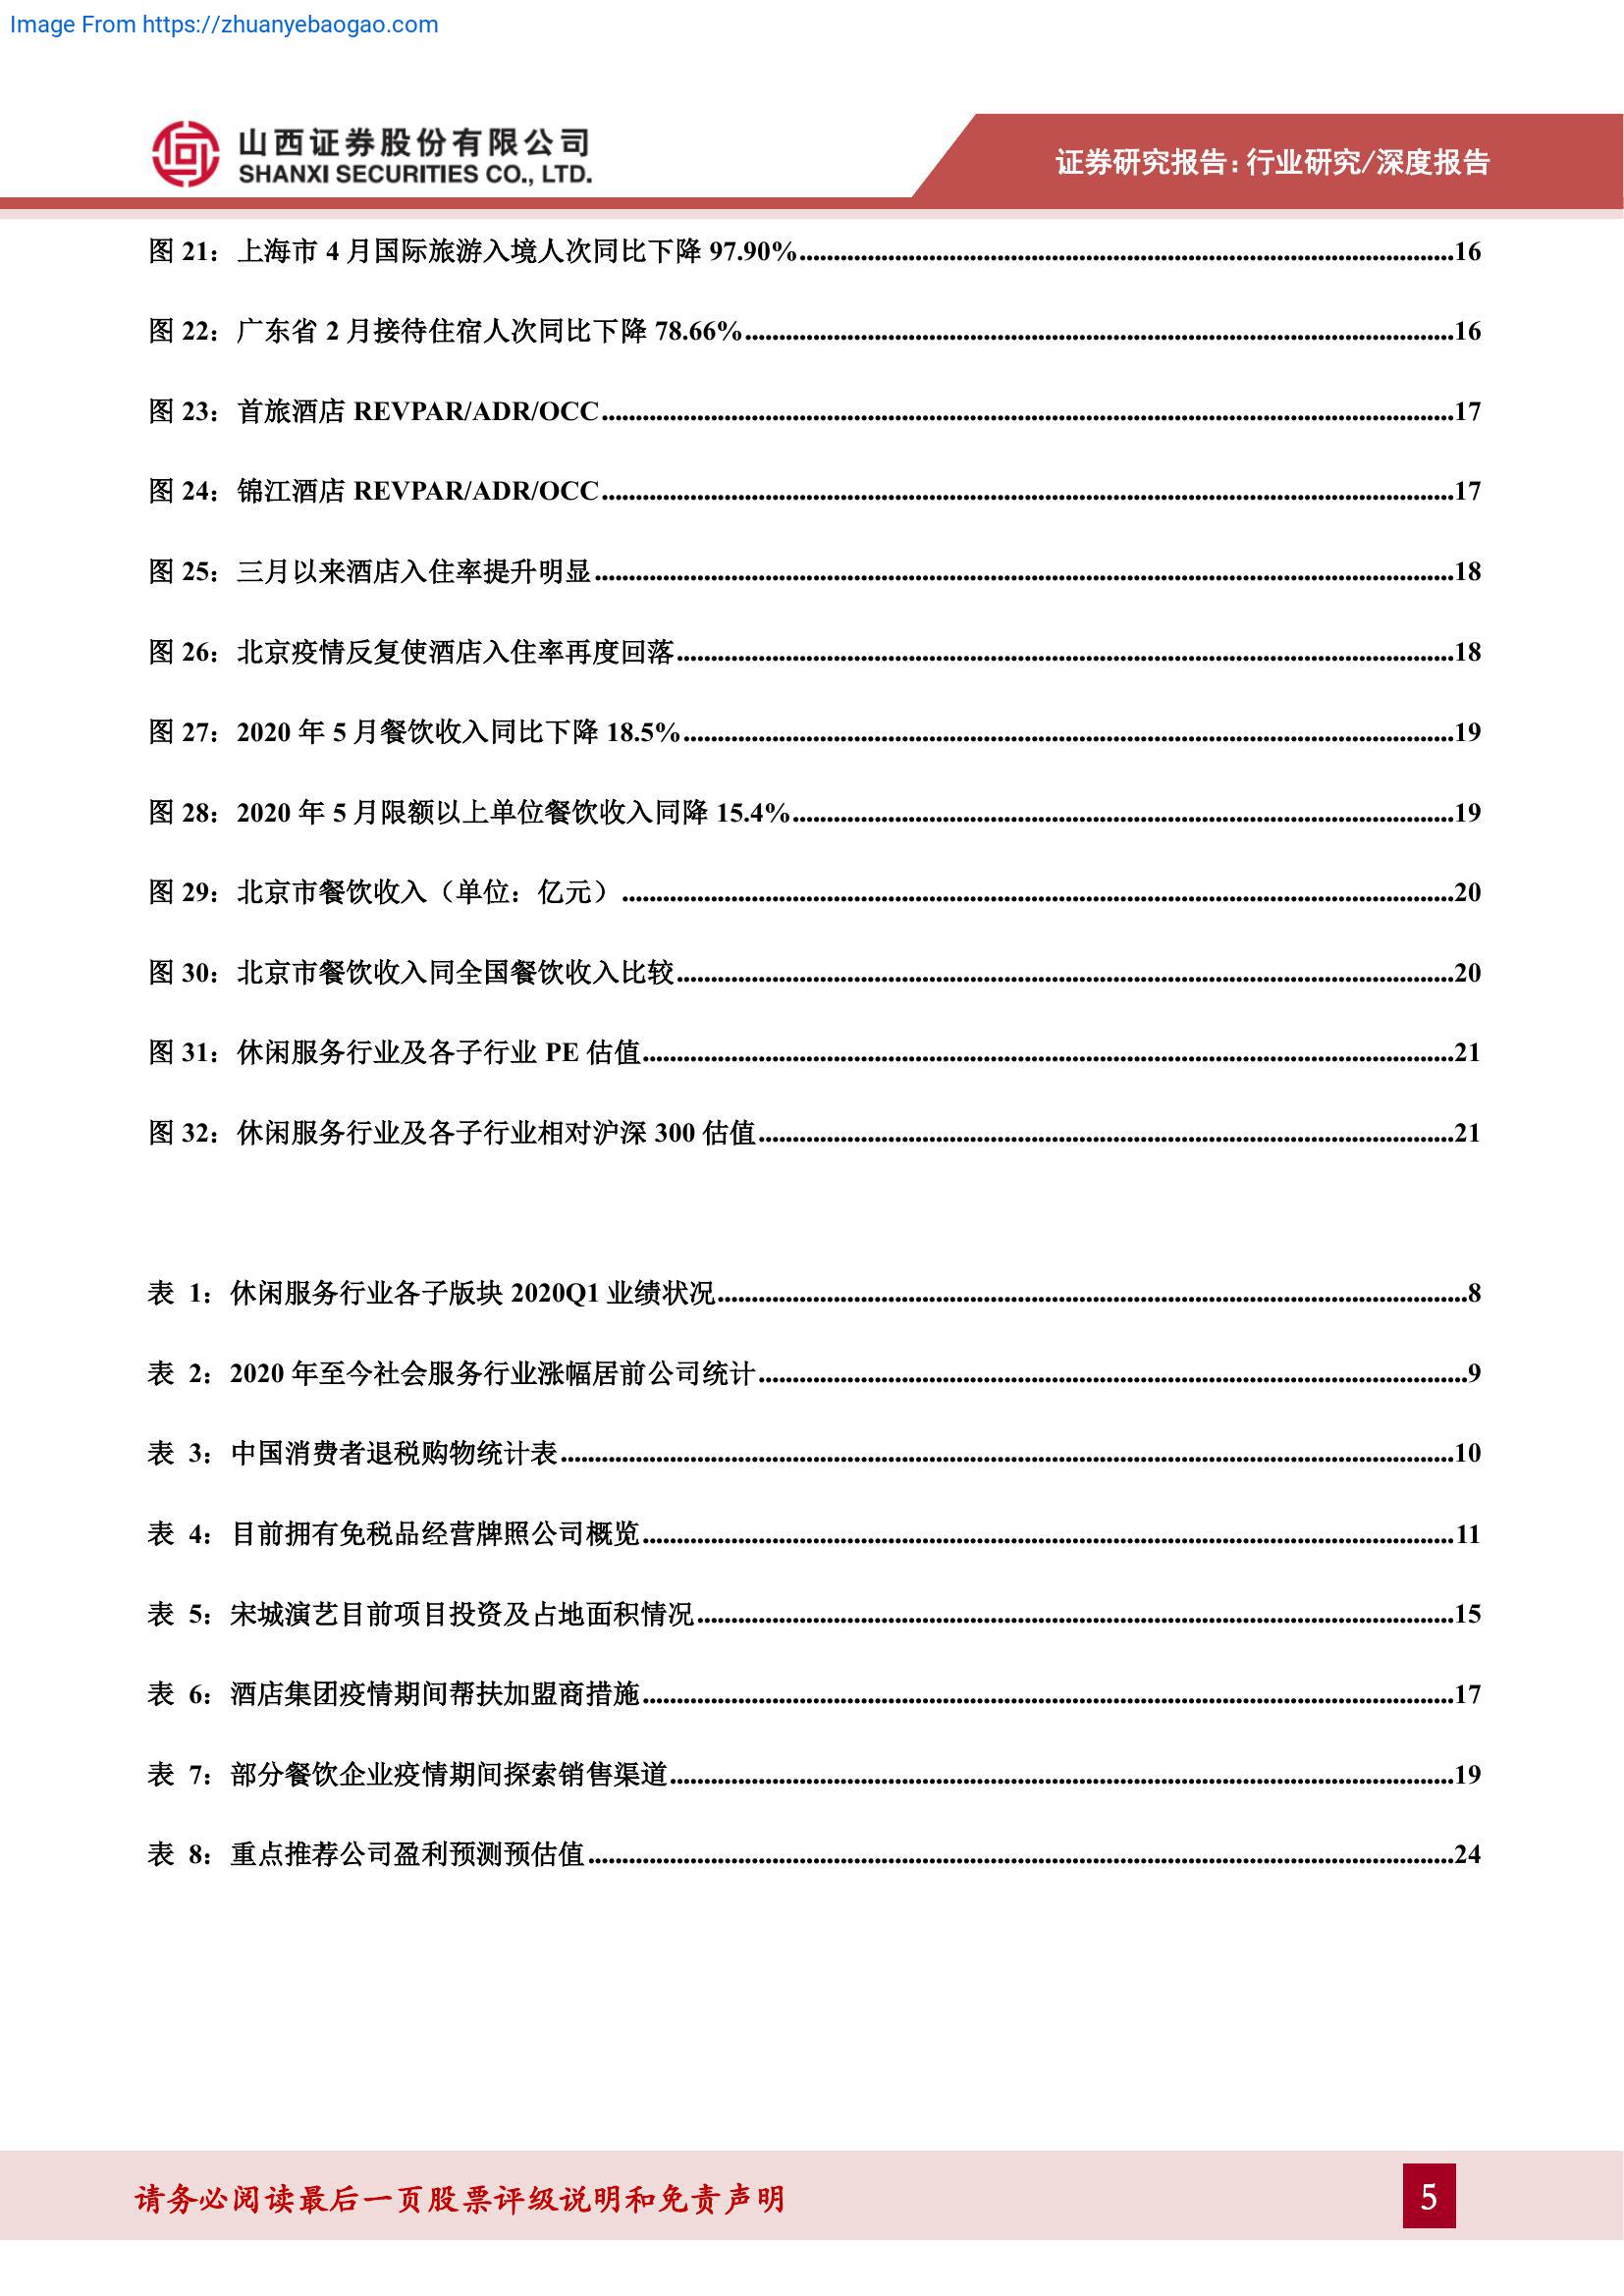 Image From https://zhuanyebaogao.com
山西证券股份有限公司
SHANXI SECURITIES CO., LTD.
证券研究报告:行业研究/深度报告
图 21：上海市 4 月国际旅游入境人次同比下降 97.90%........16
图 22：广东省 2 月接待住宿人次同比下降 78.66%........16
图 23：首旅酒店 REVPAR/ADR/OCC........17
图 24：锦江酒店 REVPAR/ADR/OCC........17
图 25：三月以来酒店入住率提升明显........18
图 26：北京疫情反复使酒店入住率再度回落........18
图 27：2020 年 5 月餐饮收入同比下降 18.5%........19
图 28：2020 年 5 月限额以上单位餐饮收入同降 15.4%........19
图 29：北京市餐饮收入（单位：亿元）........20
图 30：北京市餐饮收入同全国餐饮收入比较........20
图 31：休闲服务行业及各子行业 PE 估值........21
图 32：休闲服务行业及各子行业相对沪深 300 估值........21
表 1：休闲服务行业各子版块 2020Q1 业绩状况........8
表 2：2020 年至今社会服务行业涨幅居前公司统计........9
表 3：中国消费者退税购物统计表........10
表 4：目前拥有免税品经营牌照公司概览........11
表 5：宋城演艺目前项目投资及占地面积情况........15
表 6：酒店集团疫情期间帮扶加盟商措施........17
表 7：部分餐饮企业疫情期间探索销售渠道........19
表 8：重点推荐公司盈利预测预估值........24
请务必阅读最后一页股票评级说明和免责声明
5